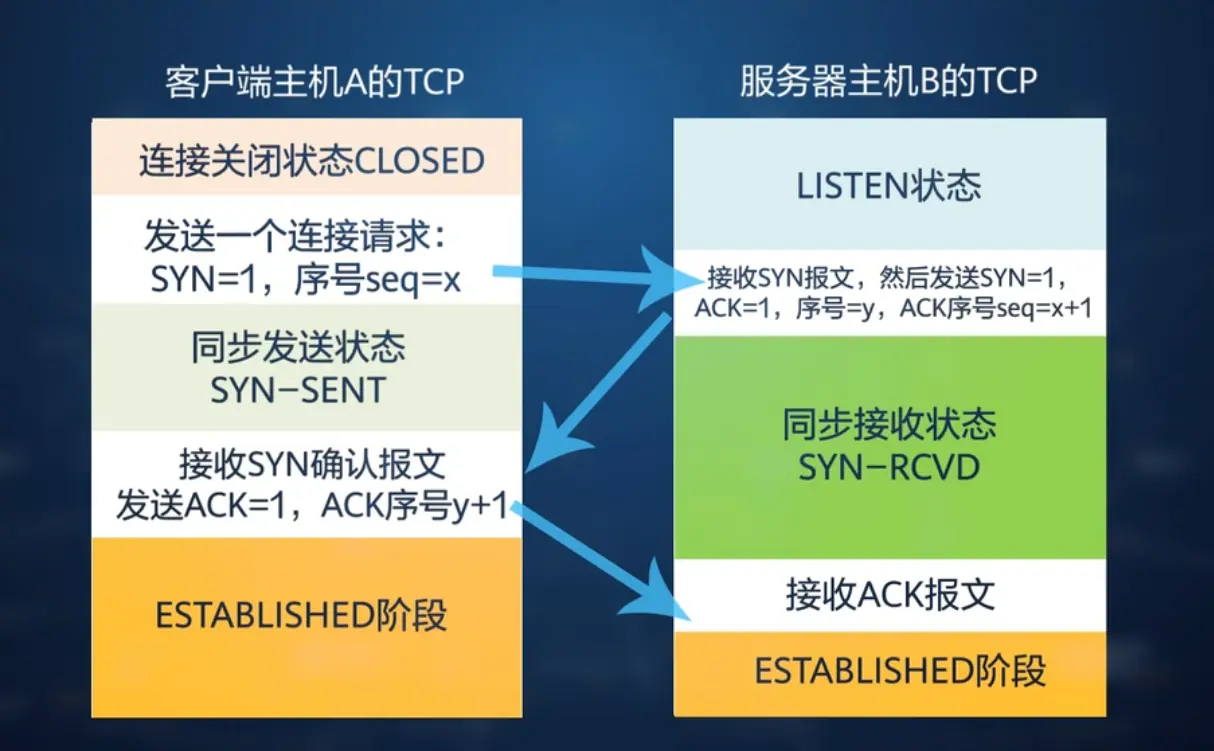 客户端主机A的TCP
连接关闭状态CLOSED
发送一个连接请求：
SYN=1，序号seq=x
同步发送状态
SYN-SENT
接收SYN确认报文
发送ACK=1，ACK序号y+1
ESTABLISHED阶段
服务器主机B的TCP
LISTEN状态
接收SYN报文，然后发送SYN=1，
ACK=1，序号=y，ACK序号seq=x+1
同步接收状态
SYN-RCVD
接收ACK报文
ESTABLISHED阶段